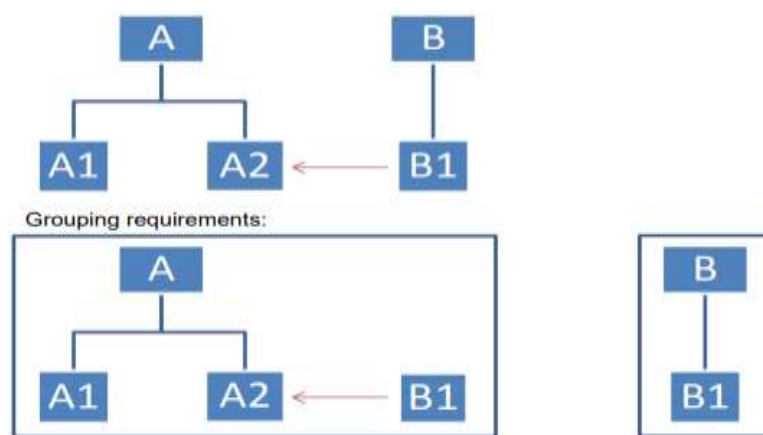 A B
A1 A2 B1
Grouping requirements:
A B
A1 A2 B1 B1